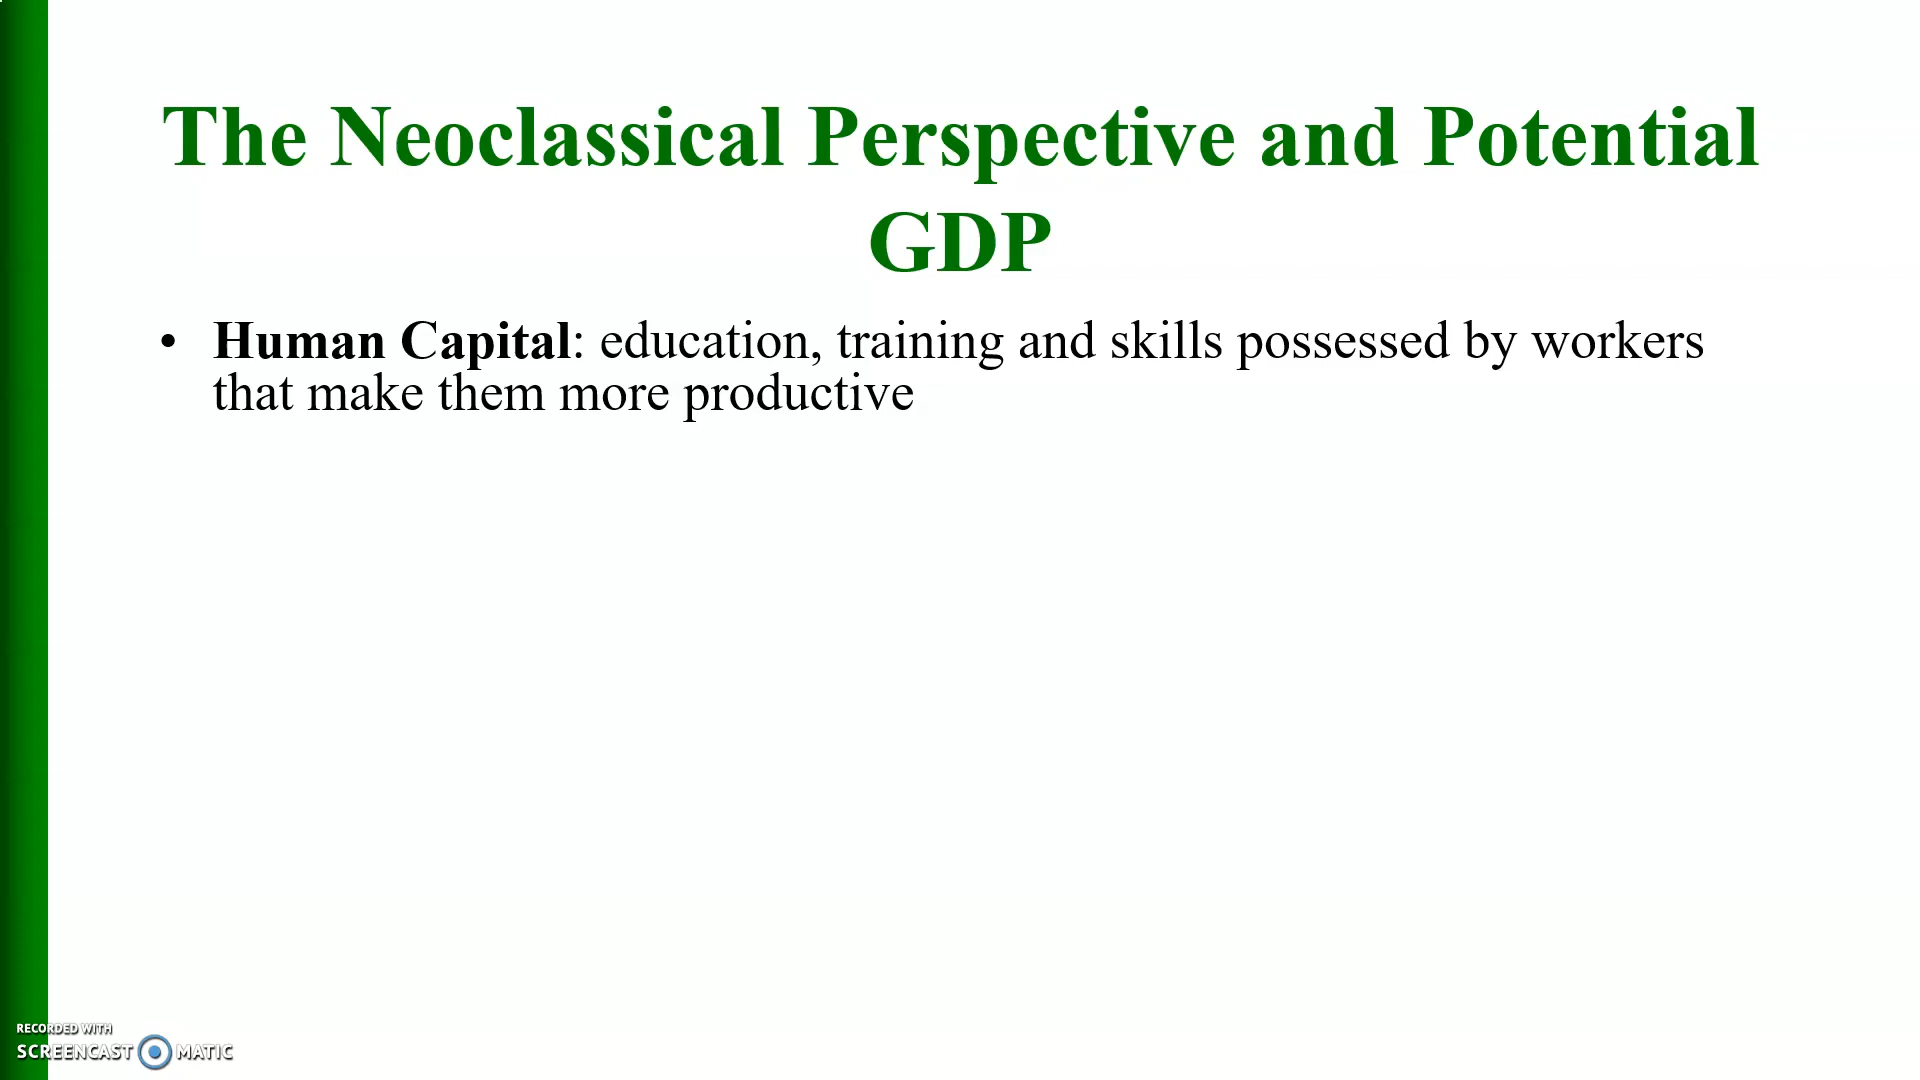 The Neoclassical Perspective and Potential
GDP
• Human Capital: education, training and skills possessed by workers
that make them more productive
RECORDED WITH
SCREENCAST MATIC